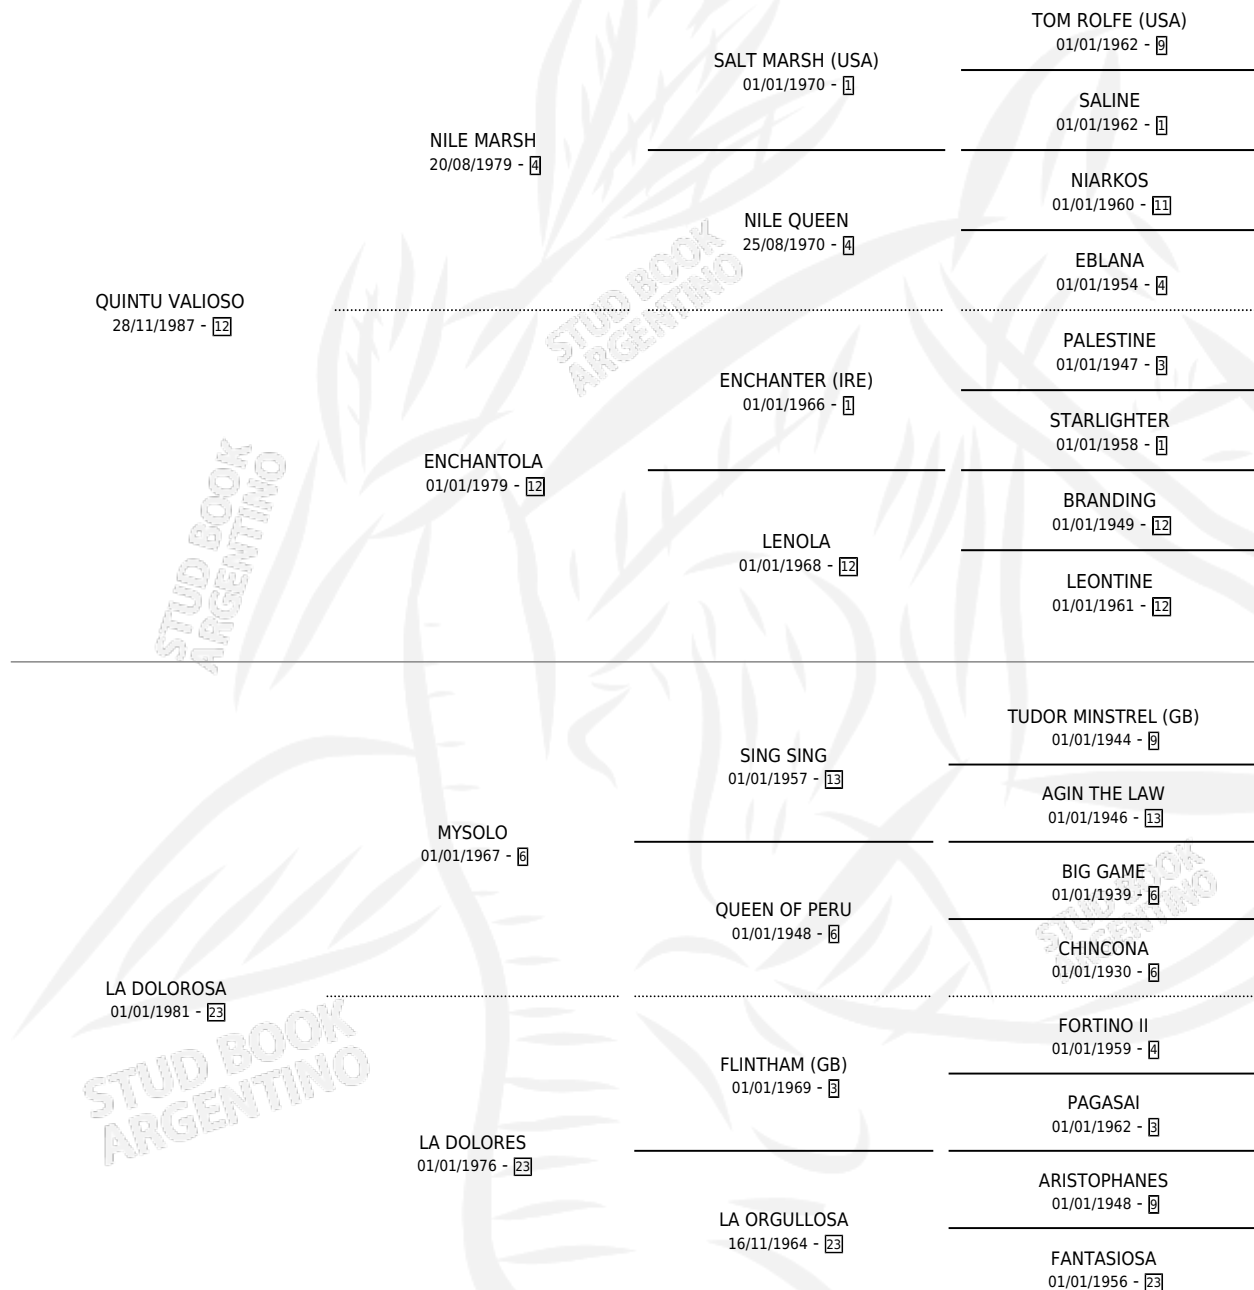 TOM ROLFE (USA)
01/01/1962 - 9
SALT MARSH (USA)
01/01/1970 - 1
SALINE
01/01/1962 - 1
NILE MARSH
20/08/1979 - 4
NIARKOS
01/01/1960 - 11
NILE QUEEN
25/08/1970 - 4
EBLANA
01/01/1954 - 4
QUINTU VALIOSO
28/11/1987 - 12
PALESTINE
01/01/1947 - 3
ENCHANTER (IRE)
01/01/1966 - 1
STARLIGHTER
01/01/1958 - 1
ENCHANTOLA
01/01/1979 - 12
BRANDING
01/01/1949 - 12
LENOLA
01/01/1968 - 12
LEONTINE
01/01/1961 - 12
STUD BOOK
ARGENTINO
STUD BOOK
ARGENTINO
TUDOR MINSTREL (GB)
01/01/1944 - 9
SING SING
01/01/1957 - 13
AGIN THE LAW
01/01/1946 - 13
MYSOLO
01/01/1967 - 6
BIG GAME
01/01/1939 - 6
QUEEN OF PERU
01/01/1948 - 6
CHINCONA
01/01/1930 - 6
STUD BOOK
ARGENTINO
LA DOLOROSA
01/01/1981 - 23
FORTINO II
01/01/1959 - 4
FLINTHAM (GB)
01/01/1969 - 3
PAGASAI
01/01/1962 - 3
STUD BOOK
ARGENTINO
LA DOLORES
01/01/1976 - 23
ARISTOPHANES
01/01/1948 - 9
LA ORGULLOSA
16/11/1964 - 23
FANTASIOSA
01/01/1956 - 23